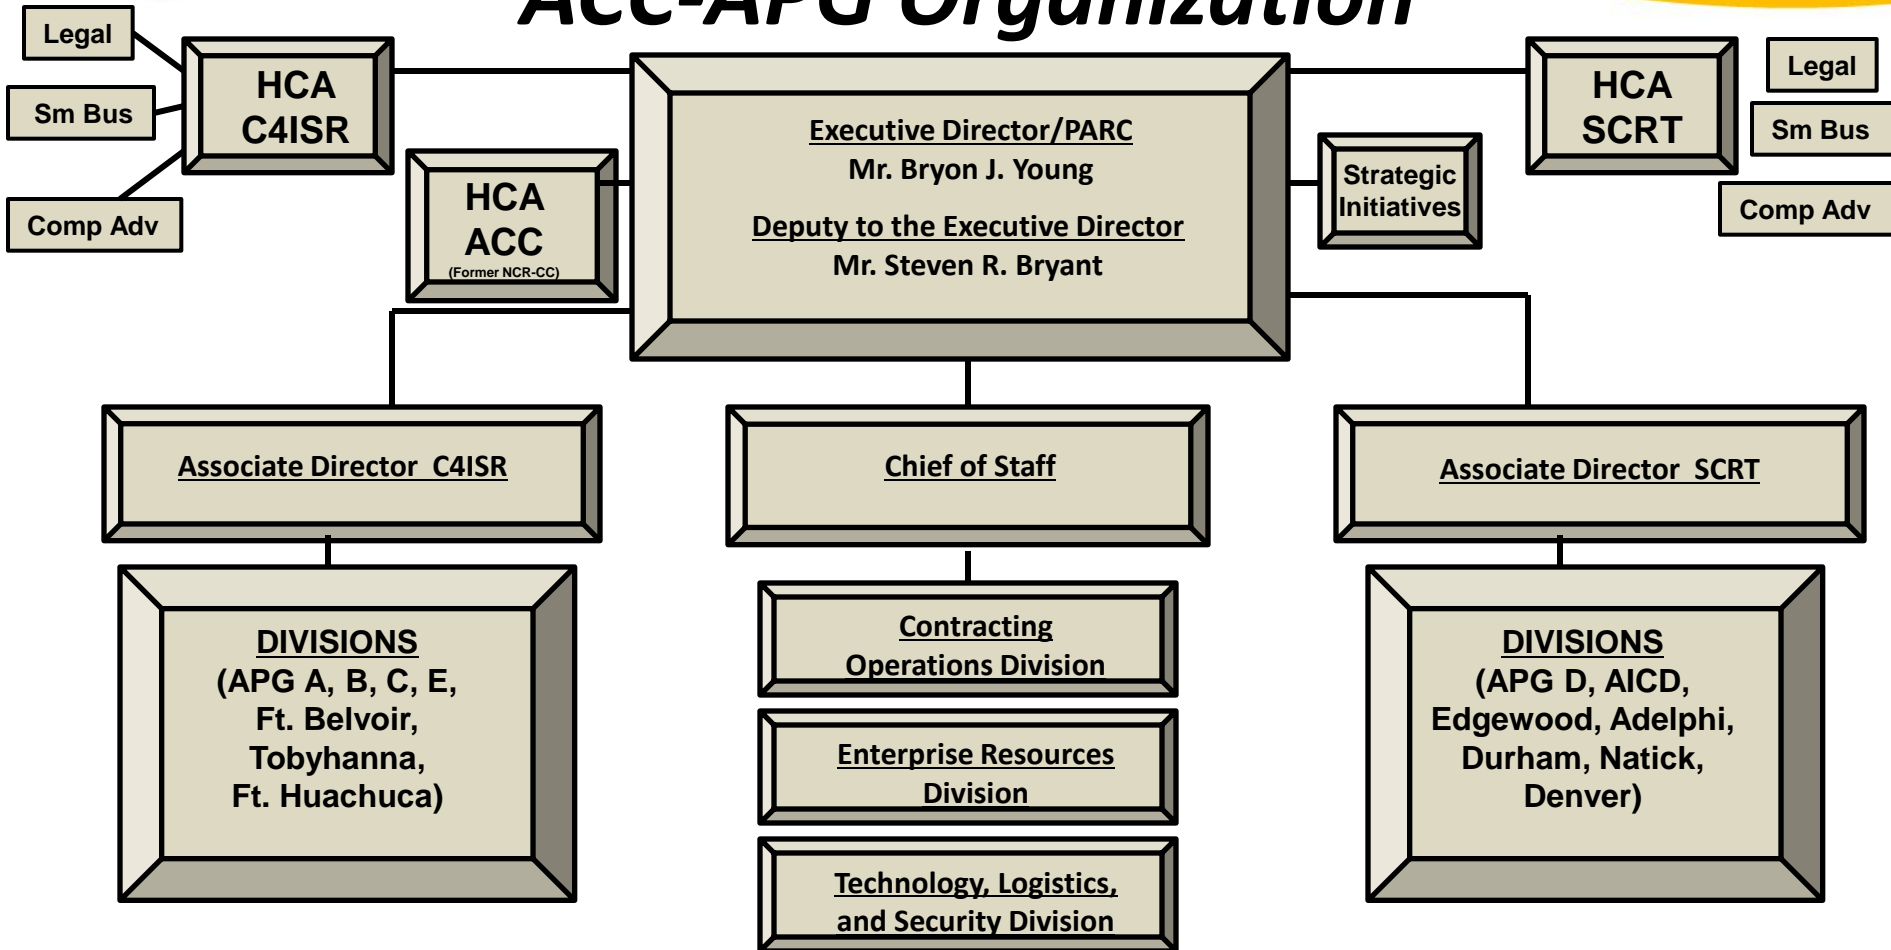 ACC-APG Organization
Legal
Sm Bus
Comp Adv
HCA
C4ISR
HCA
ACC
(Former NCR-CC)
Executive Director/PARC
Mr. Bryon J. Young
Deputy to the Executive Director
Mr. Steven R. Bryant
Strategic
Initiatives
HCA
SCRT
Legal
Sm Bus
Comp Adv
Associate Director C4ISR
Chief of Staff
Associate Director SCRT
DIVISIONS
(APG A, B, C, E,
Ft. Belvoir,
Tobyhanna,
Ft. Huachuca)
Contracting
Operations Division
Enterprise Resources
Division
Technology, Logistics,
and Security Division
DIVISIONS
(APG D, AICD,
Edgewood, Adelphi,
Durham, Natick,
Denver)